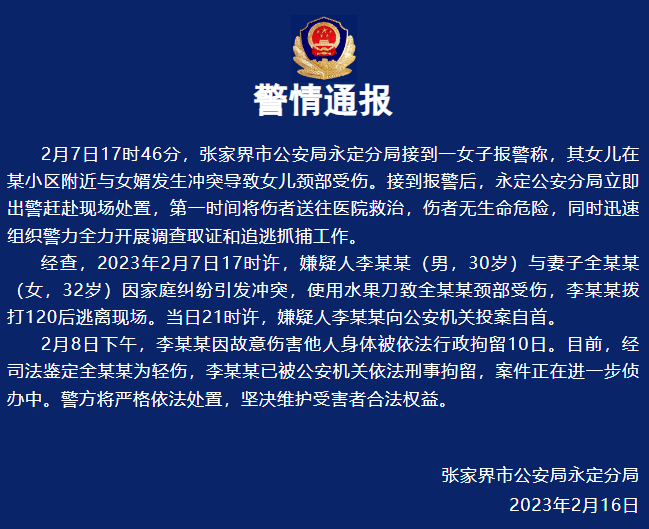 警情通报
2月7日17时46分，张家界市公安局永定分局接到一女子报警称，其女儿在
某小区附近与女婿发生冲突导致女儿颈部受伤。接到报警后，永定公安分局立即
出警赶赴现场处置，第一时间将伤者送往医院救治，伤者无生命危险，同时迅速
组织警力全力开展调查取证和追逃抓捕工作。
经查，2023年2月7日17时许，嫌疑人李某某（男，30岁）与妻子全某某
（女，32岁）因家庭纠纷引发冲突，使用水果刀致全某某颈部受伤，李某某拨
打120后逃离现场。当日21时许，嫌疑人李某某向公安机关投案自首。
2月8日下午，李某某因故意伤害他人身体被依法行政拘留10日。目前，经
司法鉴定全某某为轻伤，李某某已被公安机关依法刑事拘留，案件正在进一步侦
办中。警方将严格依法处置，坚决维护受害者合法权益。
张家界市公安局永定分局
2023年2月16日